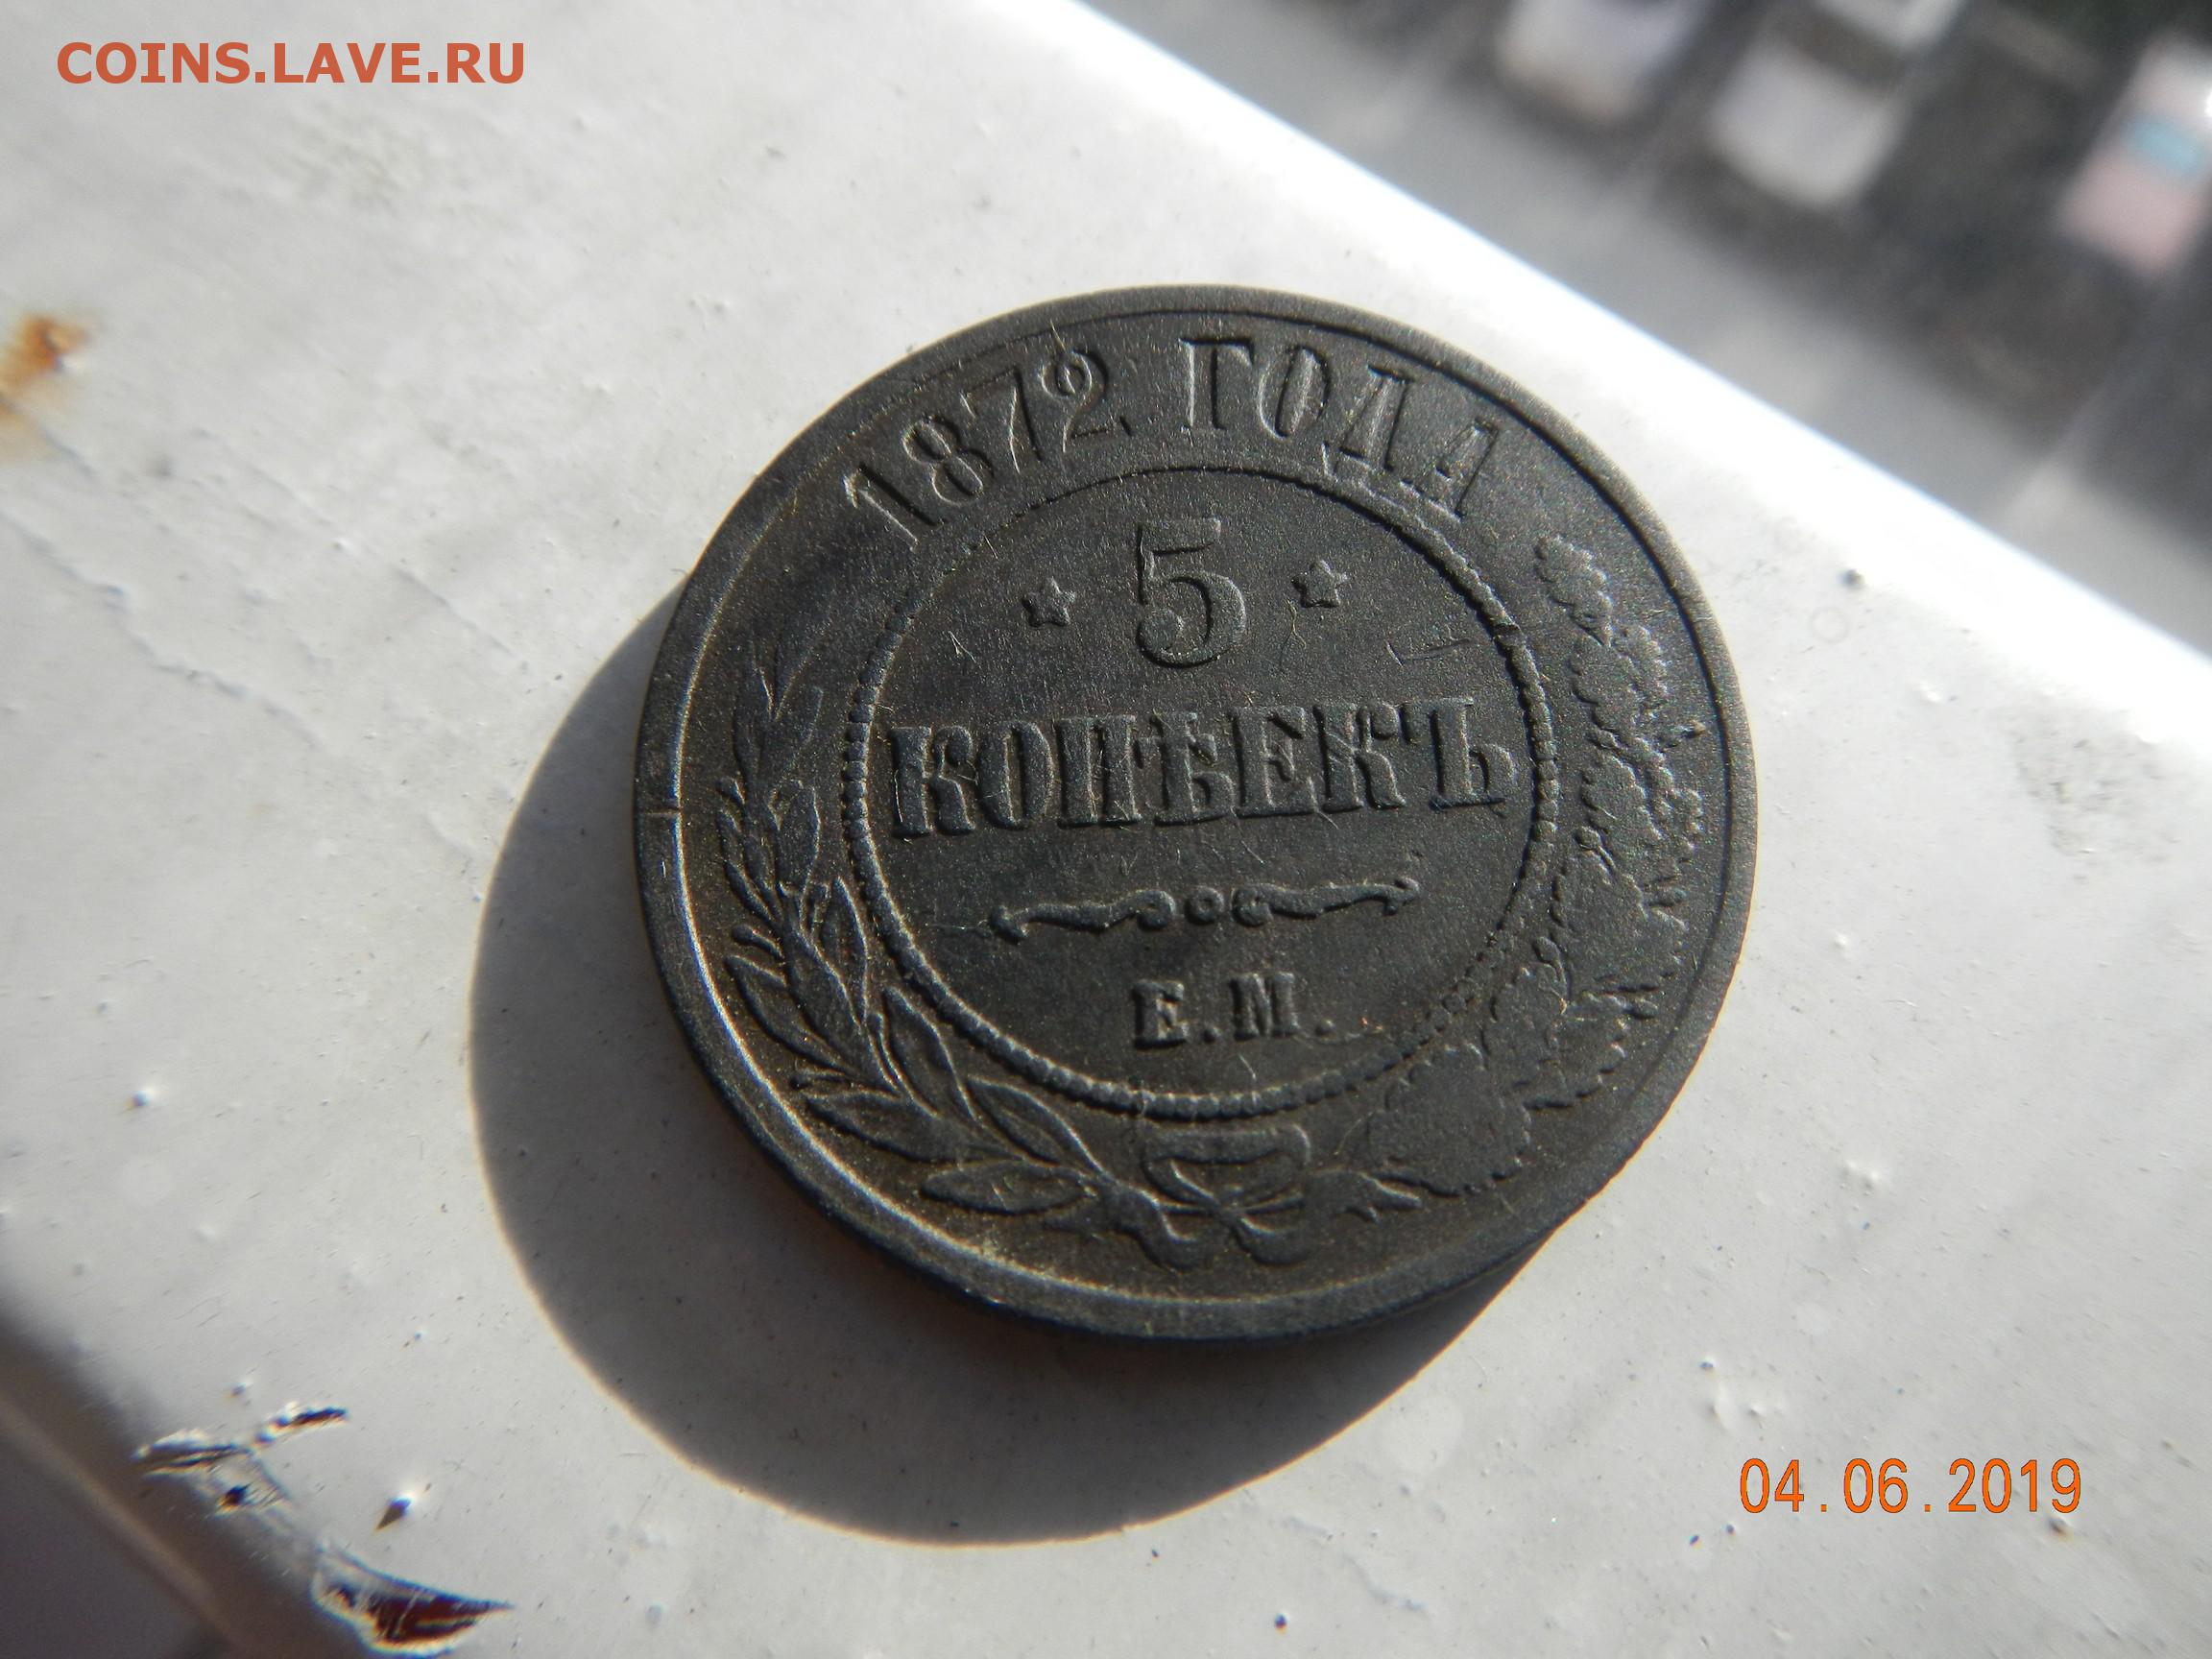 COINS.LAVE.RU
1872 ГОДА
5
КОПѢЕКЪ
Е.М.
04.06.2019